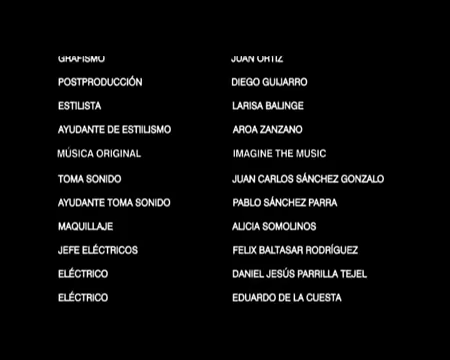 GRAFISMO JUAN ORTIZ
POSTPRODUCCIÓN DIEGO GUIJARRO
ESTILISTA LARISA BALINGE
AYUDANTE DE ESTIILISMO AROA ZANZANO
MÚSICA ORIGINAL IMAGINE THE MUSIC
TOMA SONIDO JUAN CARLOS SÁNCHEZ GONZALO
AYUDANTE TOMA SONIDO PABLO SÁNCHEZ PARRA
MAQUILLAJE ALICIA SOMOLINOS
JEFE ELÉCTRICOS FELIX BALTASAR RODRÍGUEZ
ELÉCTRICO DANIEL JESÚS PARRILLA TEJEL
ELÉCTRICO EDUARDO DE LA CUESTA